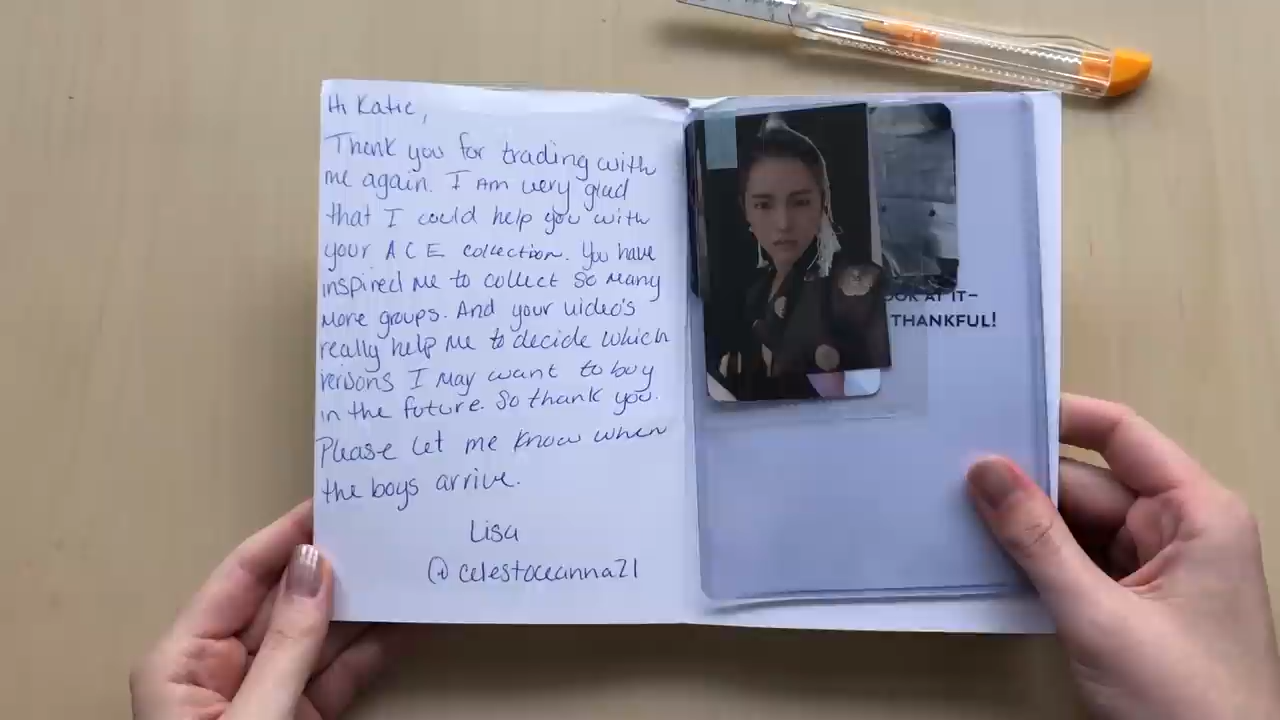 Hi Katie,
Thank you for trading with
me again. I Am very glad
that I could help you with
your A C E collection. You have
inspired me to collect so many
more groups. And your video's
really help me to decide which
verisons I may want to buy
in the future. So thank you.
Please let me know when
the boys arrive.
Lisa
@celestoceanna21
OOK AT IT–
THANKFUL!